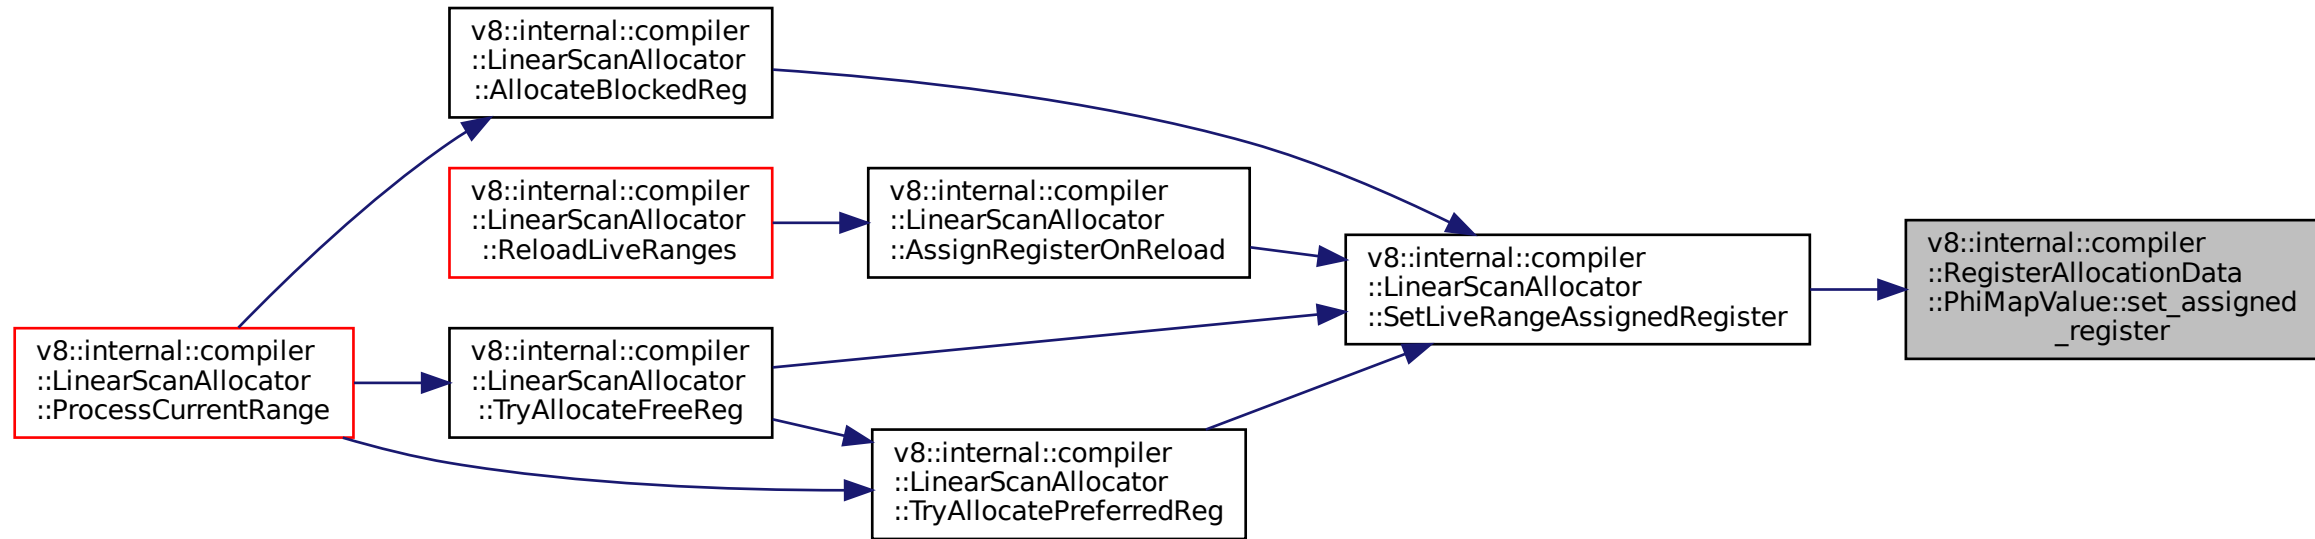 v8::internal::compiler
::LinearScanAllocator
::AllocateBlockedReg
v8::internal::compiler
::LinearScanAllocator
::ReloadLiveRanges
v8::internal::compiler
::LinearScanAllocator
::AssignRegisterOnReload
v8::internal::compiler
::RegisterAllocationData
::PhiMapValue::set_assigned
_register
v8::internal::compiler
::LinearScanAllocator
::SetLiveRangeAssignedRegister
v8::internal::compiler
::LinearScanAllocator
::ProcessCurrentRange
v8::internal::compiler
::LinearScanAllocator
::TryAllocateFreeReg
v8::internal::compiler
::LinearScanAllocator
::TryAllocatePreferredReg